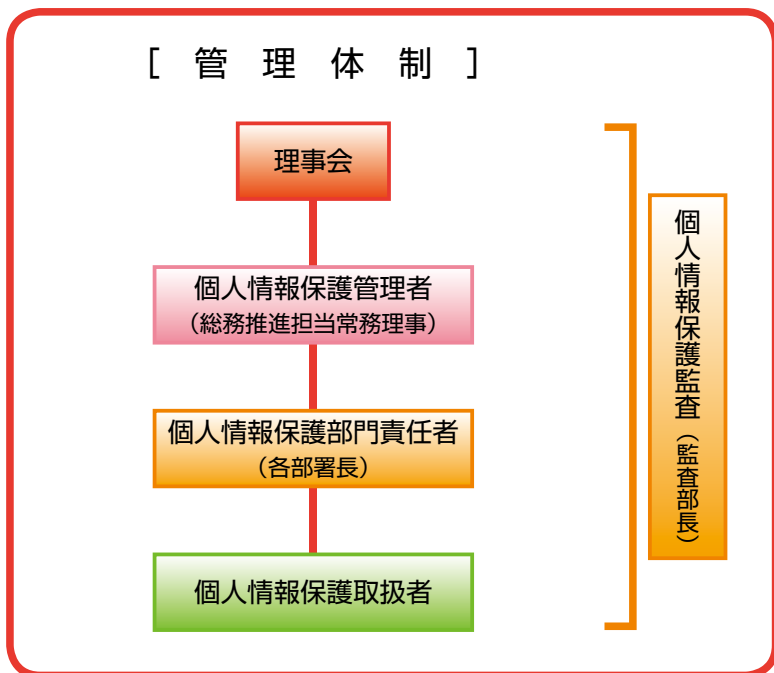 ［管理体制］
理事会
個人情報保護管理者
（総務推進担当常務理事）
個人情報保護部門責任者
（各部署長）
個人情報保護取扱者
個人情報保護監査（監査部長）